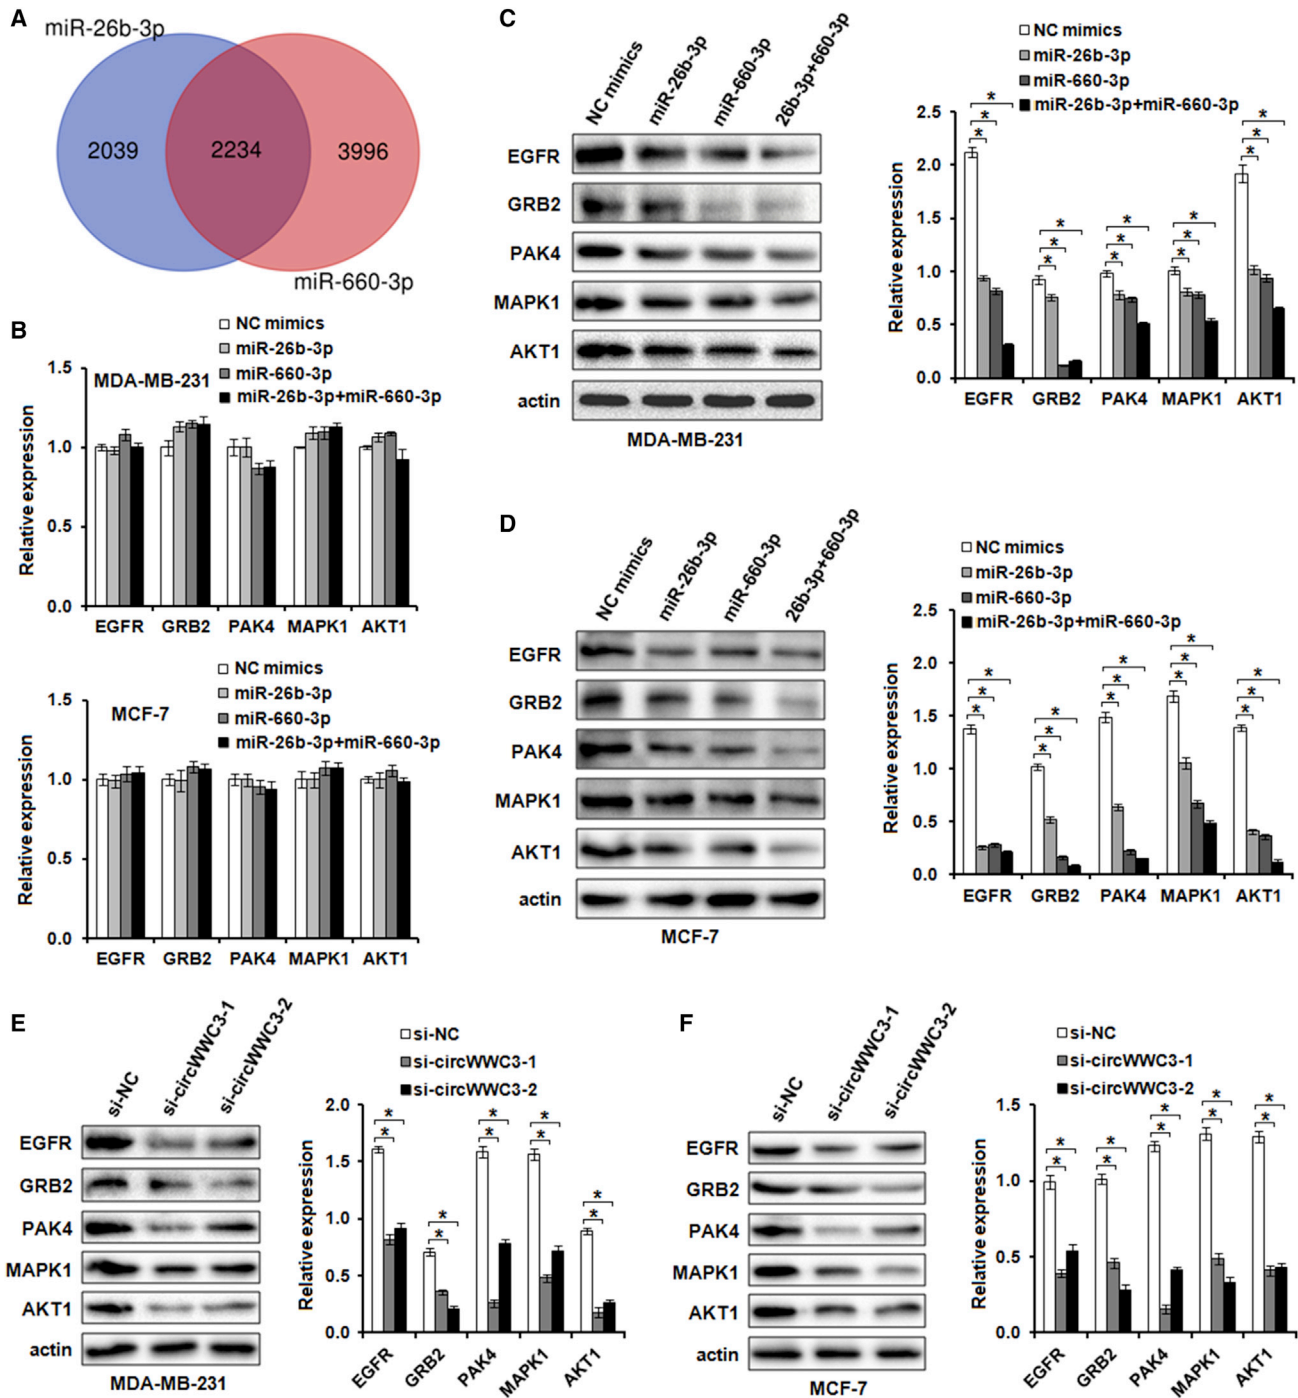 A
miR-26b-3p
2039
2234
3996
miR-660-3p
B
NC mimics
miR-26b-3p
miR-660-3p
miR-26b-3p+miR-660-3p
MDA-MB-231
Relative expression
1.5
1.0
0.5
0.0
EGFR GRB2 PAK4 MAPK1 AKT1
NC mimics
miR-26b-3p
miR-660-3p
miR-26b-3p+miR-660-3p
MCF-7
Relative expression
1.5
1.0
0.5
0.0
EGFR GRB2 PAK4 MAPK1 AKT1
C
NC mimics
miR-26b-3p
miR-660-3p
26b-3p+660-3p
EGFR
GRB2
PAK4
MAPK1
AKT1
actin
MDA-MB-231
NC mimics
miR-26b-3p
miR-660-3p
miR-26b-3p+miR-660-3p
Relative expression
2.5
2.0
1.5
1.0
0.5
0.0
* * *
* * *
* * *
* * *
* * *
EGFR GRB2 PAK4 MAPK1 AKT1
D
NC mimics
miR-26b-3p
miR-660-3p
26b-3p+660-3p
EGFR
GRB2
PAK4
MAPK1
AKT1
actin
MCF-7
NC mimics
miR-26b-3p
miR-660-3p
miR-26b-3p+miR-660-3p
Relative expression
2.5
2.0
1.5
1.0
0.5
0.0
* * *
* * *
* * *
* * *
* * *
EGFR GRB2 PAK4 MAPK1 AKT1
E
si-NC
si-circWWC3-1
si-circWWC3-2
EGFR
GRB2
PAK4
MAPK1
AKT1
actin
MDA-MB-231
si-NC
si-circWWC3-1
si-circWWC3-2
Relative expression
2.0
1.5
1.0
0.5
0.0
* *
* *
* *
* *
* *
EGFR GRB2 PAK4 MAPK1 AKT1
F
si-NC
si-circWWC3-1
si-circWWC3-2
EGFR
GRB2
PAK4
MAPK1
AKT1
actin
MCF-7
si-NC
si-circWWC3-1
si-circWWC3-2
Relative expression
1.5
1.0
0.5
0.0
* *
* *
* *
* *
* *
EGFR GRB2 PAK4 MAPK1 AKT1